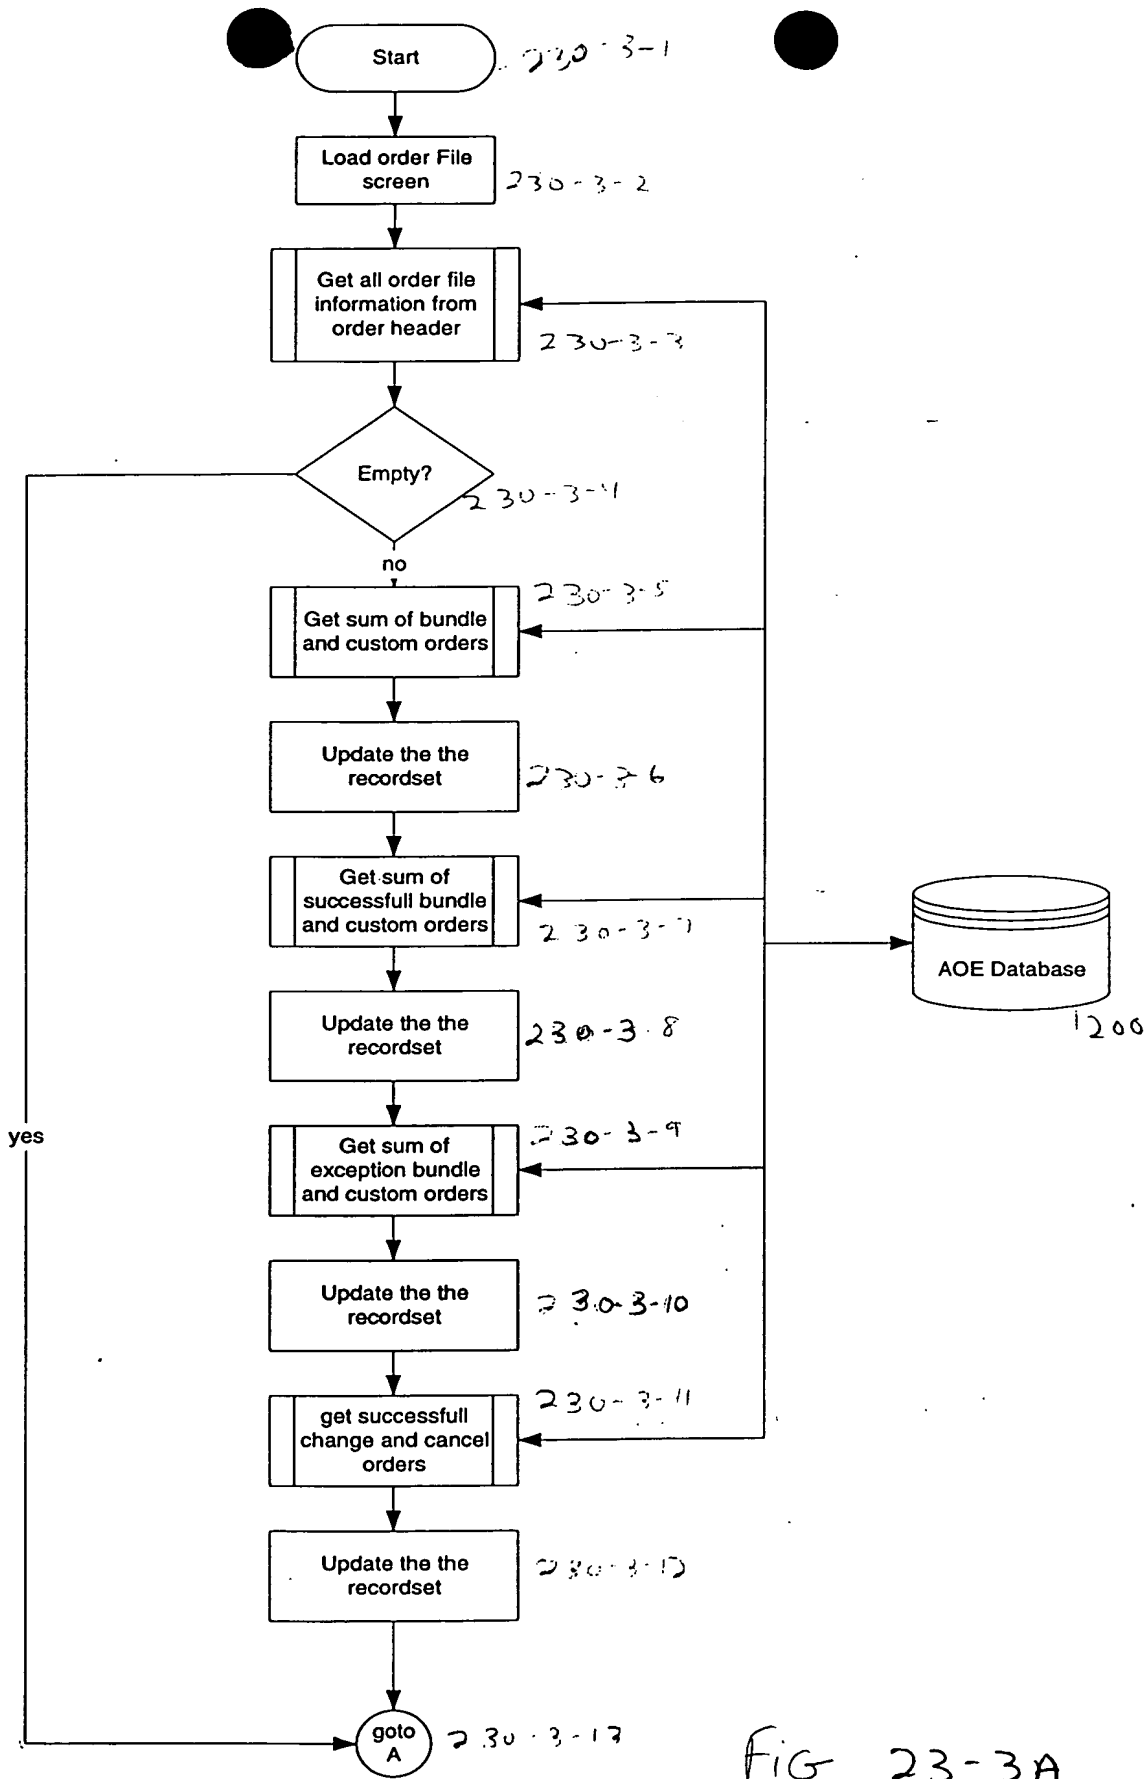 Start
230-3-1
Load order File
screen
230-3-2
Get all order file
information from
order header
230-3-3
Empty?
230-3-4
no
230-3-5
Get sum of bundle
and custom orders
Update the the
recordset
230-3-6
Get sum of
successfull bundle
and custom orders
230-3-7
AOE Database
1200
Update the the
recordset
230-3-8
yes
230-3-9
Get sum of
exception bundle
and custom orders
Update the the
recordset
230-3-10
230-3-11
get successfull
change and cancel
orders
Update the the
recordset
230-3-12
goto
A
230-3-13
FIG 23-3A